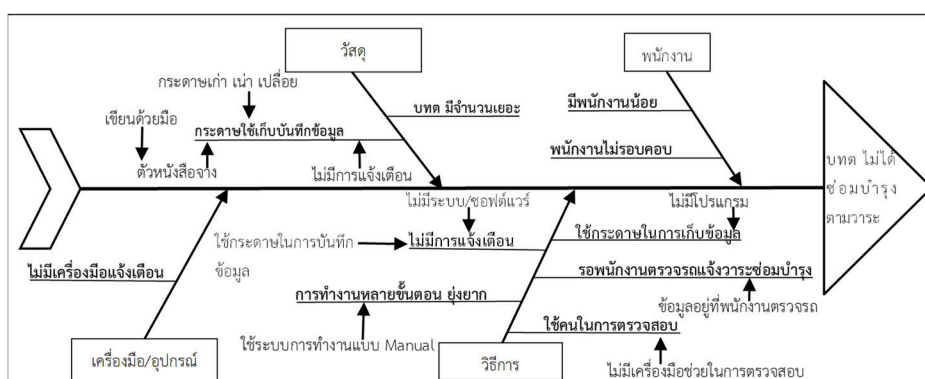 วัสดุ
พนักงาน
กระดาษเก่า เน่า เปลื่อย
บทต มีจำนวนเยอะ
มีพนักงานน้อย
เขียนด้วยมือ
กระดาษใช้เก็บบันทึกข้อมูล
พนักงานไม่รอบคอบ
ตัวหนังสือจาง
ไม่มีการแจ้งเตือน
บทต ไม่ได้
ซ่อมบำรุง
ตามวาระ
ไม่มีระบบ/ซอฟต์แวร์
ไม่มีโปรแกรม
ใช้กระดาษในการบันทึก
ข้อมูล
ไม่มีการแจ้งเตือน
ใช้กระดาษในการเก็บข้อมูล
ไม่มีเครื่องมือแจ้งเตือน
รอพนักงานตรวจรถแจ้งวาระซ่อมบำรุง
การทำงานหลายขั้นตอน ยุ่งยาก
ข้อมูลอยู่ที่พนักงานตรวจรถ
ใช้คนในการตรวจสอบ
ใช้ระบบการทำงานแบบ Manual
เครื่องมือ/อุปกรณ์
วิธีการ
ไม่มีเครื่องมือช่วยในการตรวจสอบ